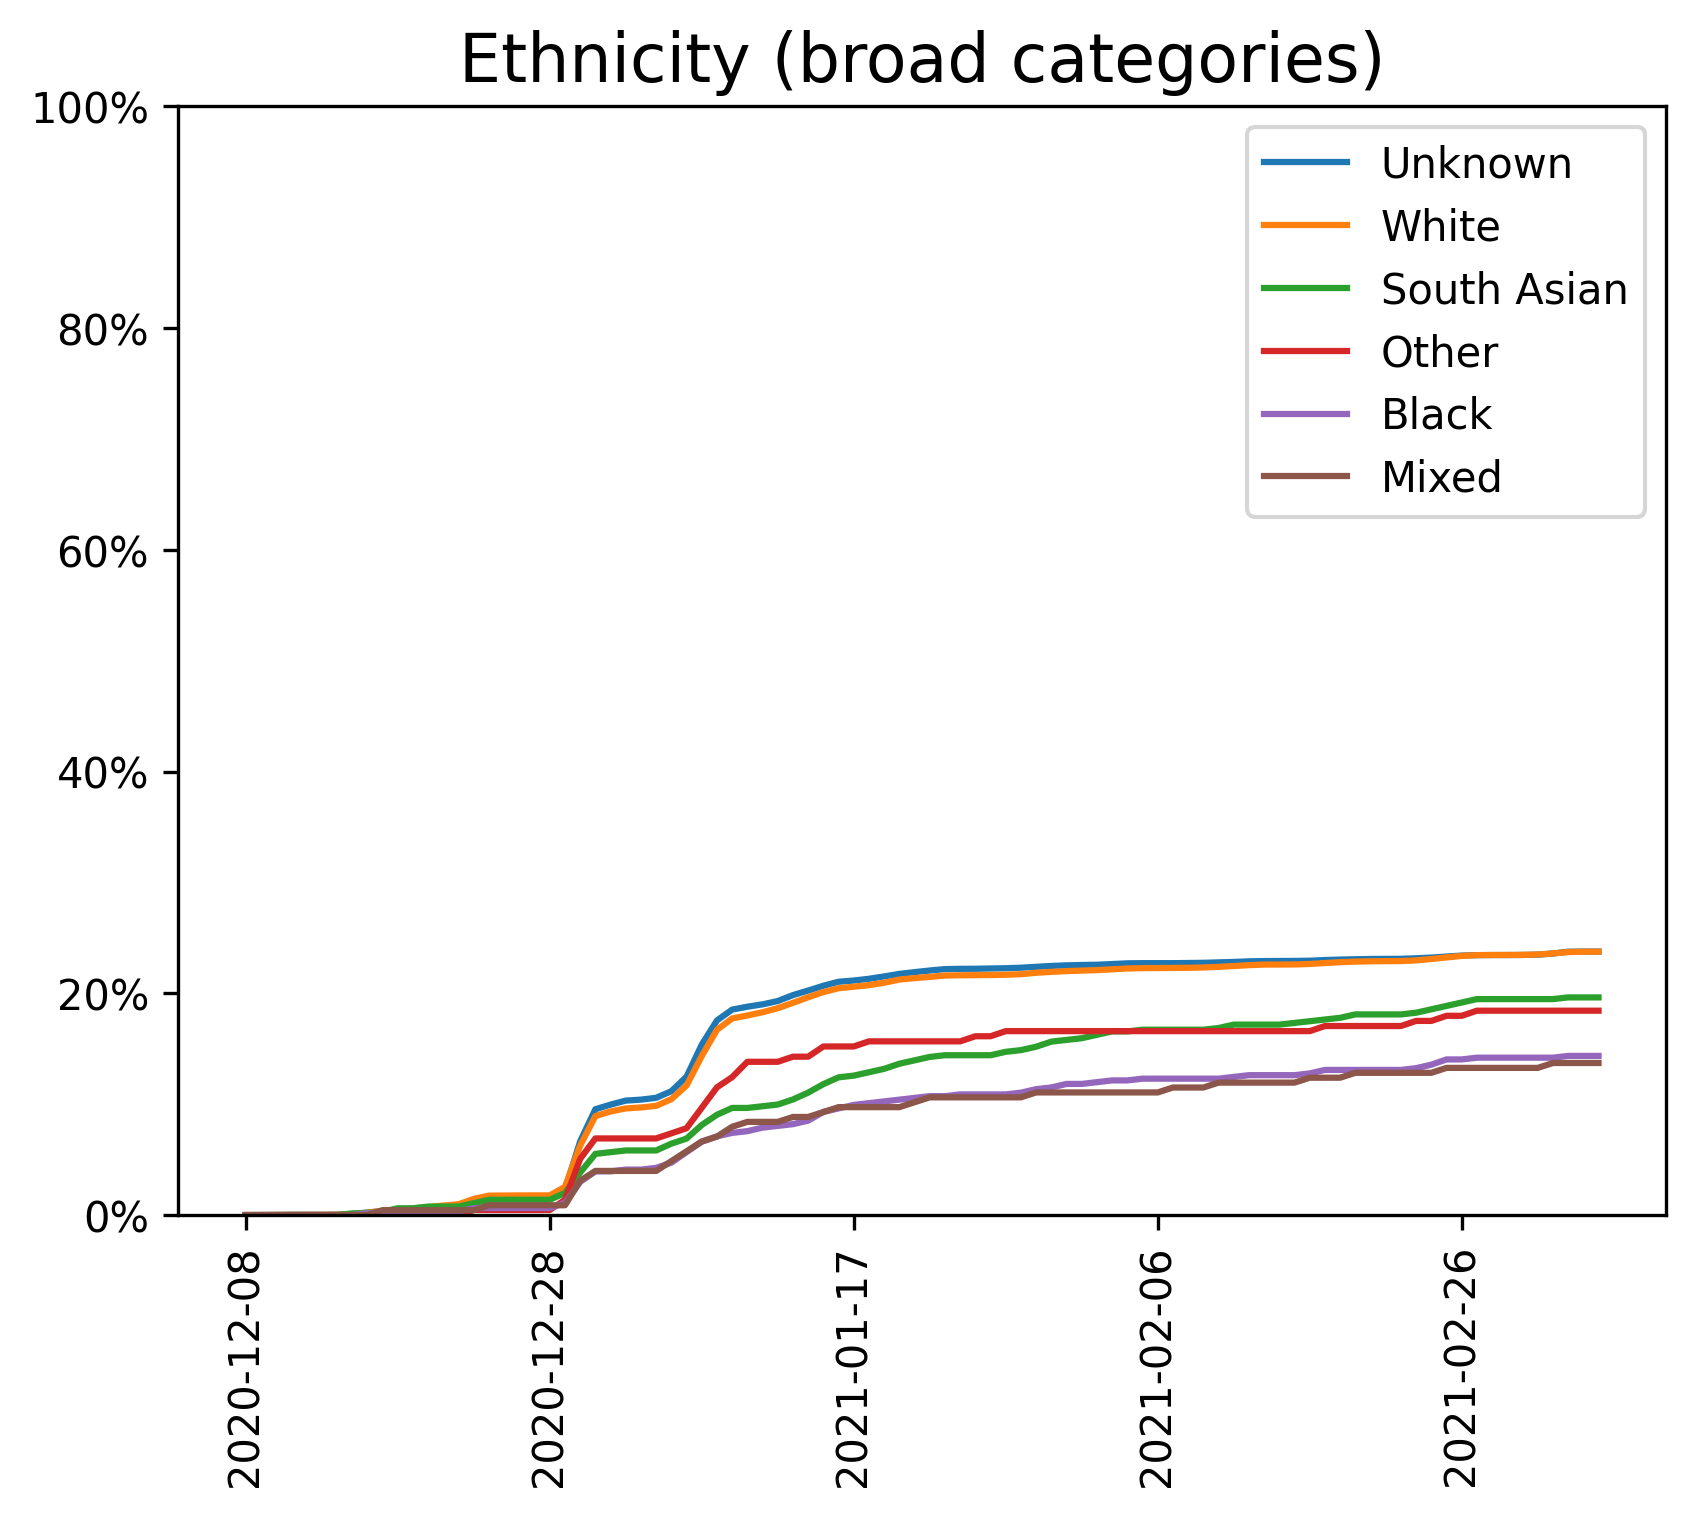 Ethnicity (broad categories)
100%
80%
60%
40%
20%
0%
Unknown
White
South Asian
Other
Black
Mixed
2020-12-08
2020-12-28
2021-01-17
2021-02-06
2021-02-26